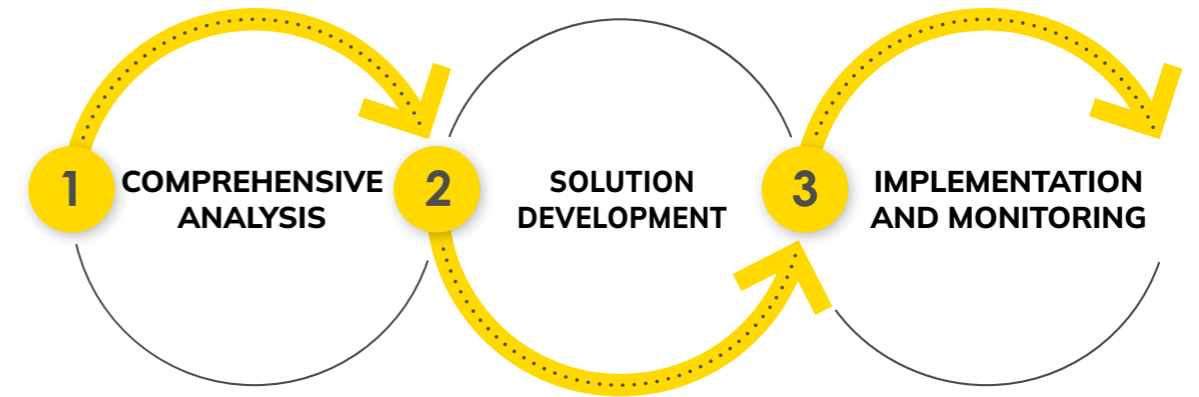 1
COMPREHENSIVE
ANALYSIS
2
SOLUTION
DEVELOPMENT
3
IMPLEMENTATION
AND MONITORING